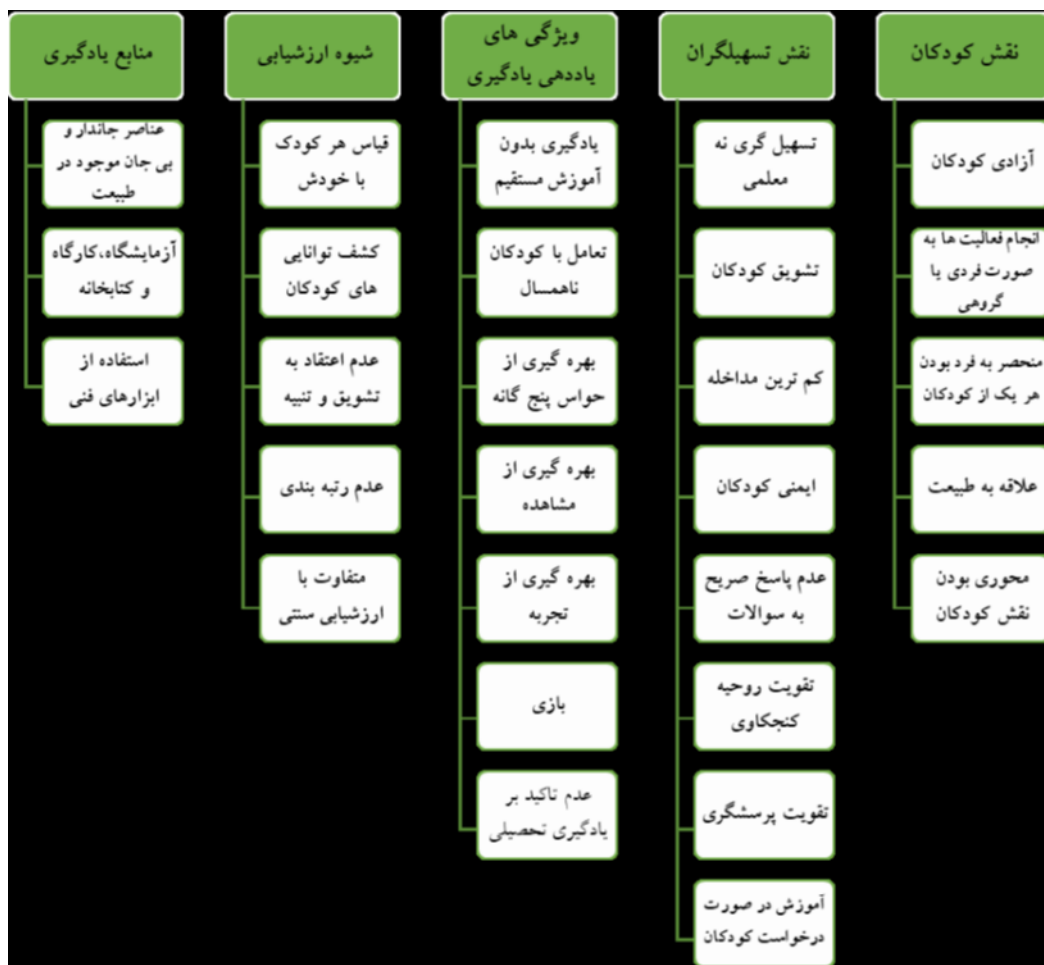 نقش کودکان
آزادی کودکان
انجام فعالیت ها به
صورت فردی یا
گروهی
منحصر به فرد بودن
هر یک از کودکان
علاقه به طبیعت
محوری بودن
نقش کودکان
نقش تسهیلگران
تسهیل گری نه
معلمی
تشویق کودکان
کم ترین مداخله
ایمنی کودکان
عدم پاسخ صریح
به سوالات
تقویت روحیه
کنجکاوی
تقویت پرسشگری
آموزش در صورت
درخواست کودکان
ویژگی های
یاددهی یادگیری
یادگیری بدون
آموزش مستقیم
تعامل با کودکان
ناهمسال
بهره گیری از
حواس پنج گانه
بهره گیری از
مشاهده
بهره گیری از
تجربه
بازی
عدم تاکید بر
یادگیری تحصیلی
شیوه ارزشیابی
قیاس هر کودک
با خودش
کشف توانایی
های کودکان
عدم اعتقاد به
تشویق و تنبیه
عدم رتبه بندی
متفاوت با
ارزشیابی سنتی
منابع یادگیری
عناصر جاندار و
بی جان موجود در
طبیعت
آزمایشگاه،کارگاه
و کتابخانه
استفاده از
ابزارهای فنی